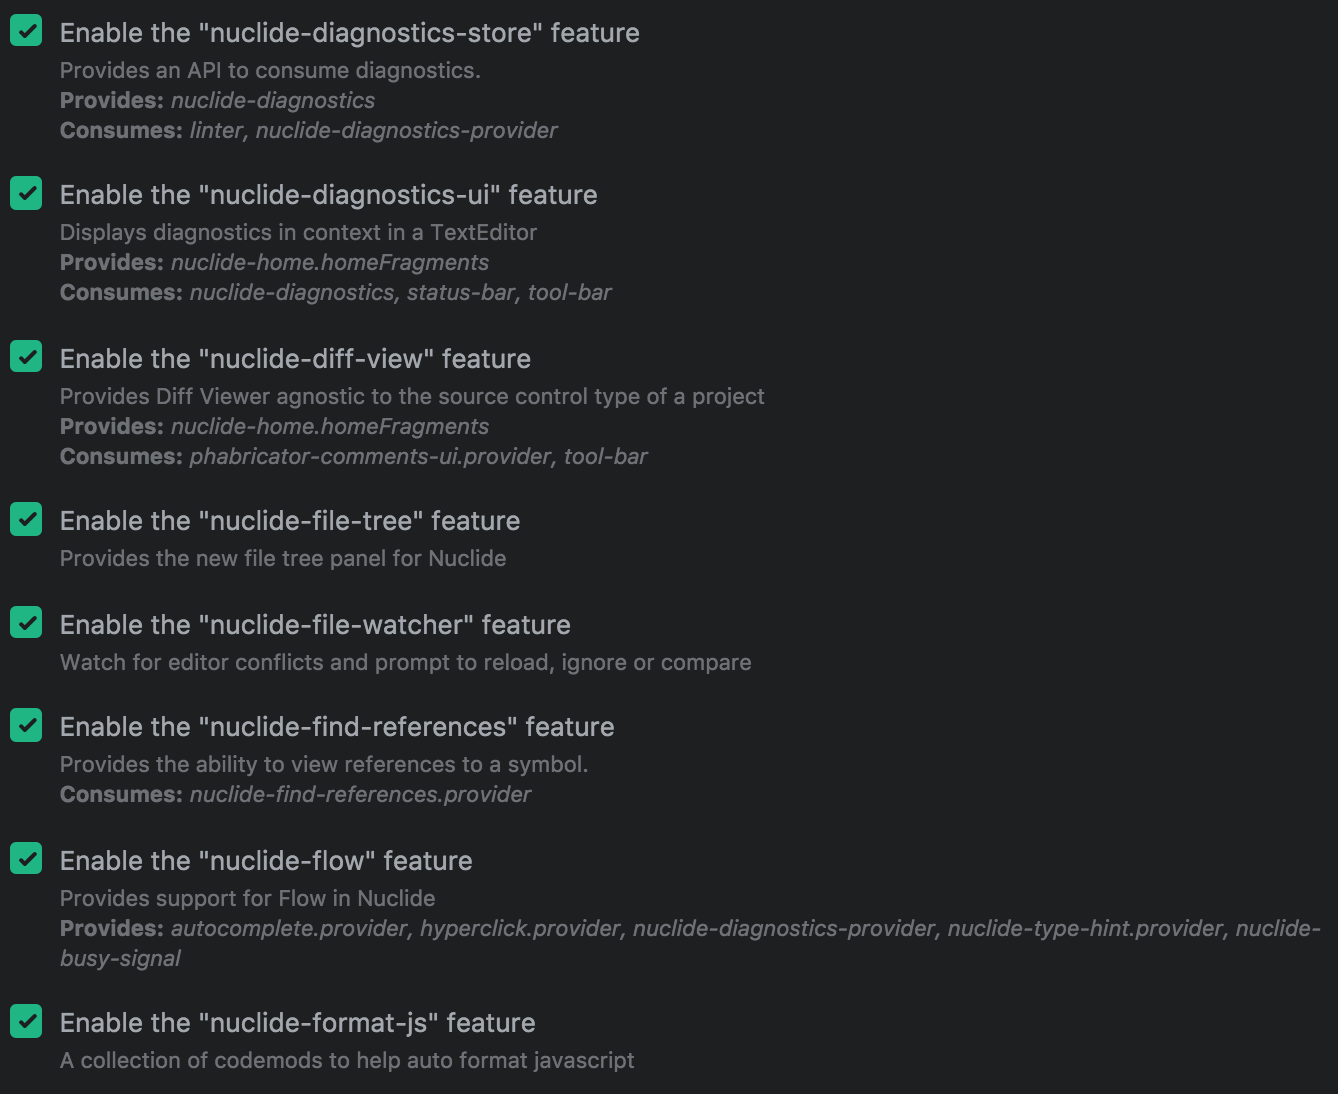 Enable the "nuclide-diagnostics-store" feature
Provides an API to consume diagnostics.
Provides: nuclide-diagnostics
Consumes: linter, nuclide-diagnostics-provider
Enable the "nuclide-diagnostics-ui" feature
Displays diagnostics in context in a TextEditor
Provides: nuclide-home.homeFragments
Consumes: nuclide-diagnostics, status-bar, tool-bar
Enable the "nuclide-diff-view" feature
Provides Diff Viewer agnostic to the source control type of a project
Provides: nuclide-home.homeFragments
Consumes: phabricator-comments-ui.provider, tool-bar
Enable the "nuclide-file-tree" feature
Provides the new file tree panel for Nuclide
Enable the "nuclide-file-watcher" feature
Watch for editor conflicts and prompt to reload, ignore or compare
Enable the "nuclide-find-references" feature
Provides the ability to view references to a symbol.
Consumes: nuclide-find-references.provider
Enable the "nuclide-flow" feature
Provides support for Flow in Nuclide
Provides: autocomplete.provider, hyperclick.provider, nuclide-diagnostics-provider, nuclide-type-hint.provider, nuclide-
busy-signal
Enable the "nuclide-format-js" feature
A collection of codemods to help auto format javascript